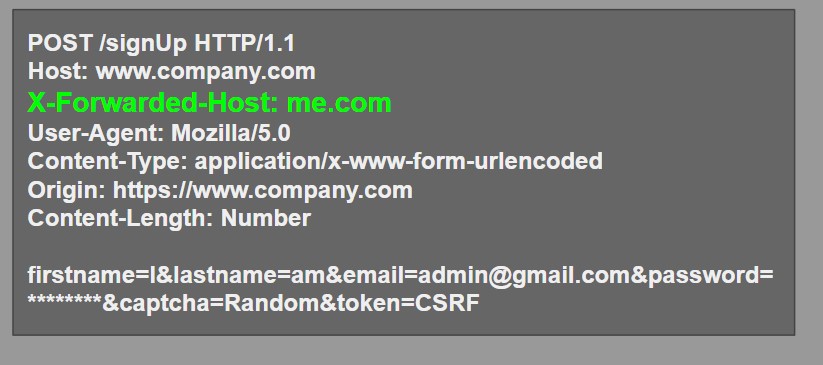 POST /signUp HTTP/1.1
Host: www.company.com
X-Forwarded-Host: me.com
User-Agent: Mozilla/5.0
Content-Type: application/x-www-form-urlencoded
Origin: https://www.company.com
Content-Length: Number

firstname=I&lastname=am&email=admin@gmail.com&password=
********&captcha=Random&token=CSRF